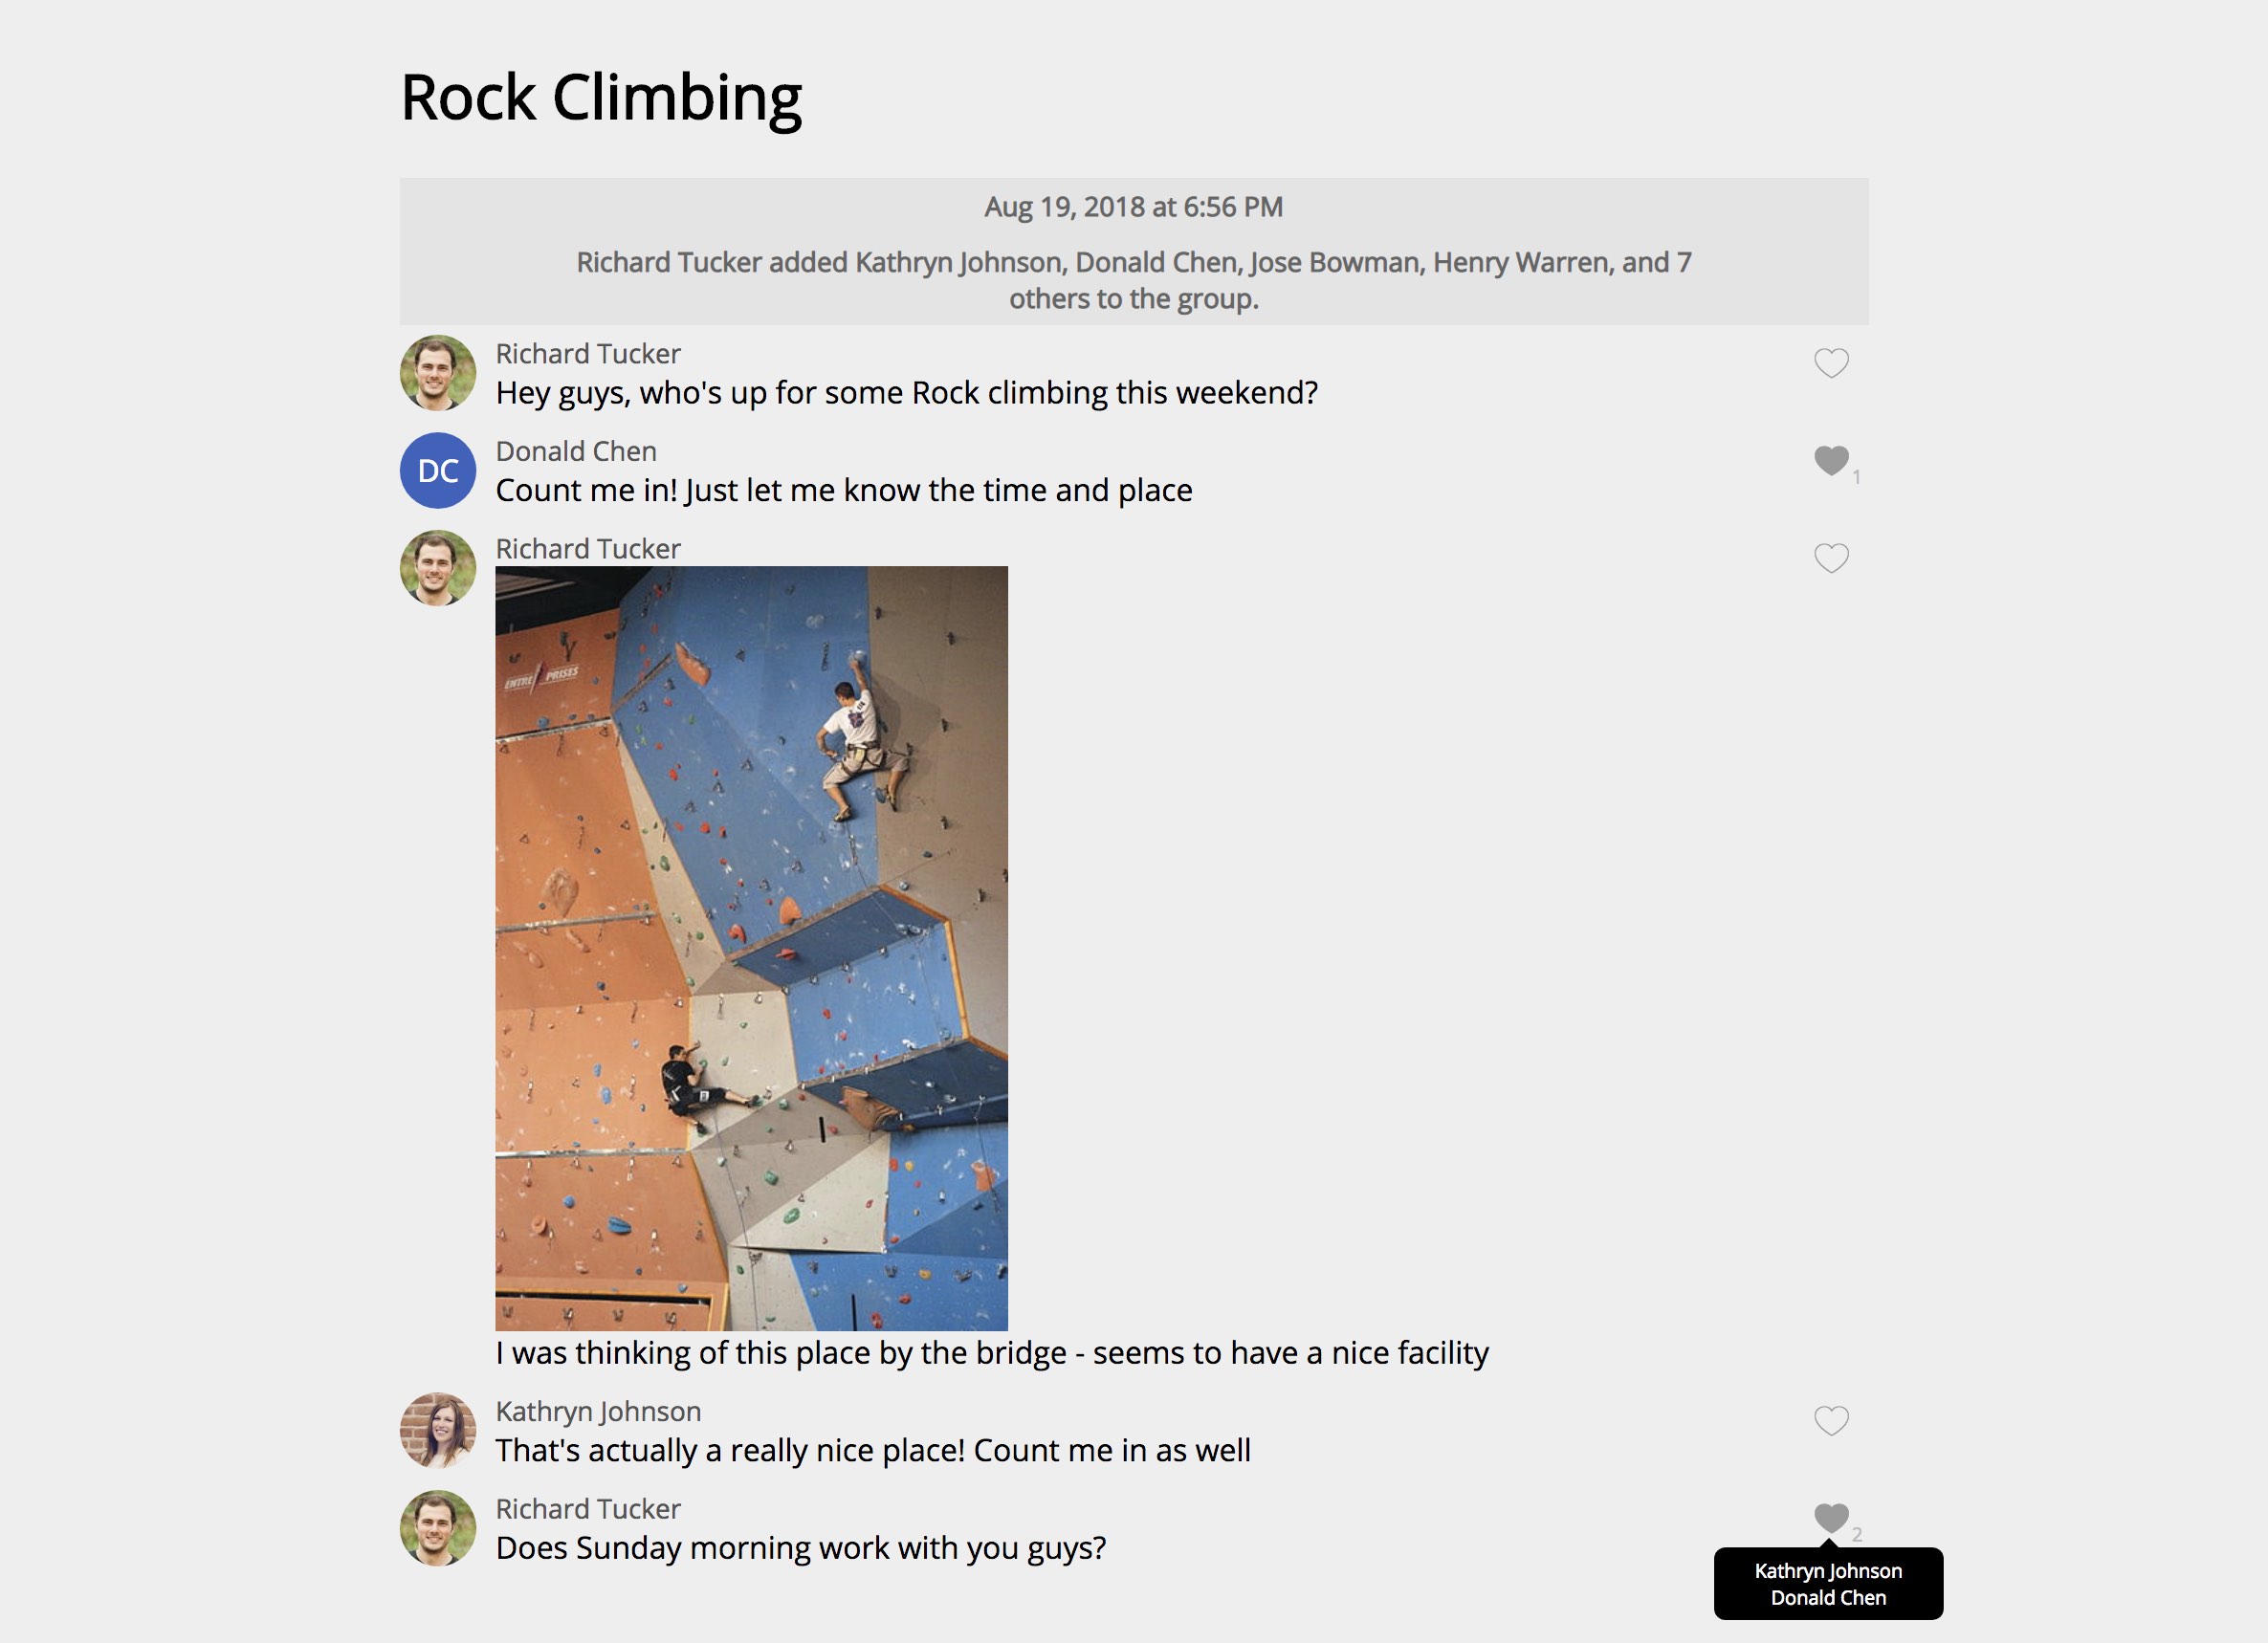 Rock Climbing
Aug 19, 2018 at 6:56 PM
Richard Tucker added Kathryn Johnson, Donald Chen, Jose Bowman, Henry Warren, and 7
others to the group.
Richard Tucker
Hey guys, who's up for some Rock climbing this weekend?
DC
Donald Chen
Count me in! Just let me know the time and place
1
Richard Tucker
ENTRE PRISES
I was thinking of this place by the bridge - seems to have a nice facility
Kathryn Johnson
That's actually a really nice place! Count me in as well
Richard Tucker
Does Sunday morning work with you guys?
2
Kathryn Johnson
Donald Chen